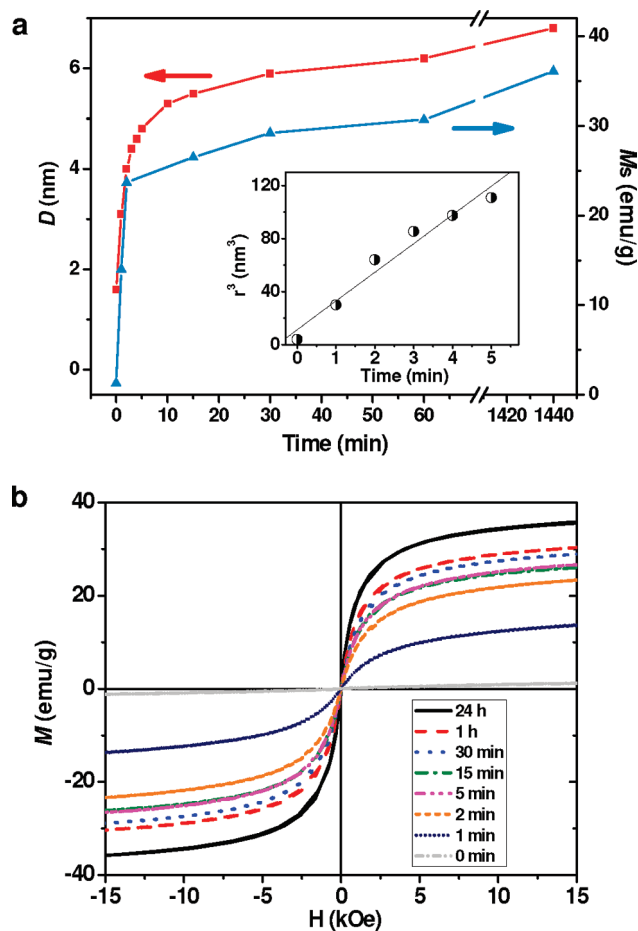 a
6
4
2
0
D (nm)
40
30
20
10
0
Ms (emu/g)
120
80
40
0
r³ (nm³)
0 1 2 3 4 5
Time (min)
0 10 20 30 40 50 60 1420 1440
Time (min)
b
40
20
0
-20
-40
M (emu/g)
24 h
1 h
30 min
15 min
5 min
2 min
1 min
0 min
-15 -10 -5 0 5 10 15
H (kOe)